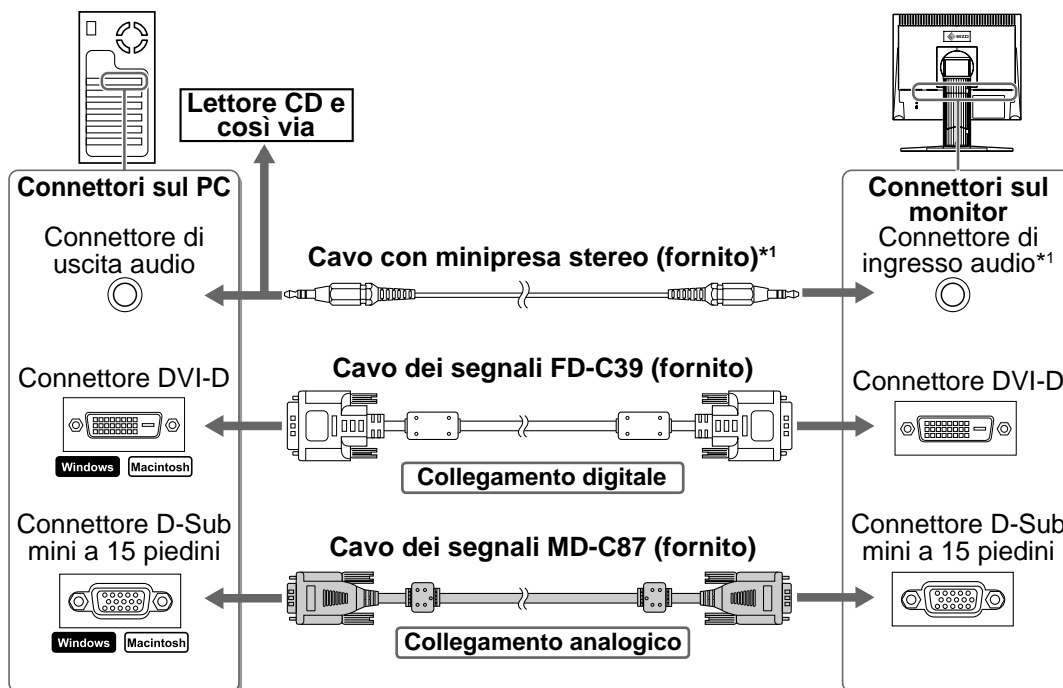 EIZO
Lettore CD e
così via
Connettori sul PC
Connettori sul
monitor
Connettore di
uscita audio
Cavo con minipresa stereo (fornito)*1
Connettore di
ingresso audio*1
Connettore DVI-D
Windows Macintosh
Cavo dei segnali FD-C39 (fornito)
Collegamento digitale
Connettore DVI-D
Connettore D-Sub
mini a 15 piedini
Windows Macintosh
Cavo dei segnali MD-C87 (fornito)
Collegamento analogico
Connettore D-Sub
mini a 15 piedini